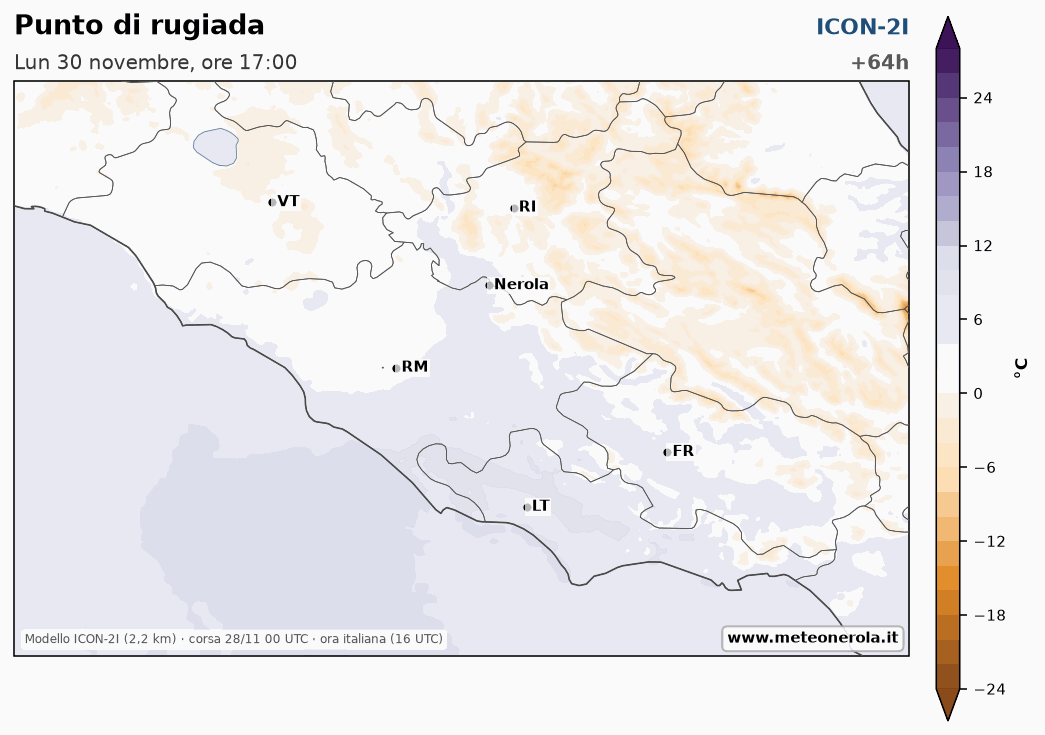 Punto di rugiada
ICON-2I
Lun 30 novembre, ore 17:00
+64h
VT
RI
Nerola
RM
FR
LT
24
18
12
6
0
−6
−12
−18
−24
°C
Modello ICON-2I (2,2 km) · corsa 28/11 00 UTC · ora italiana (16 UTC)
www.meteonerola.it